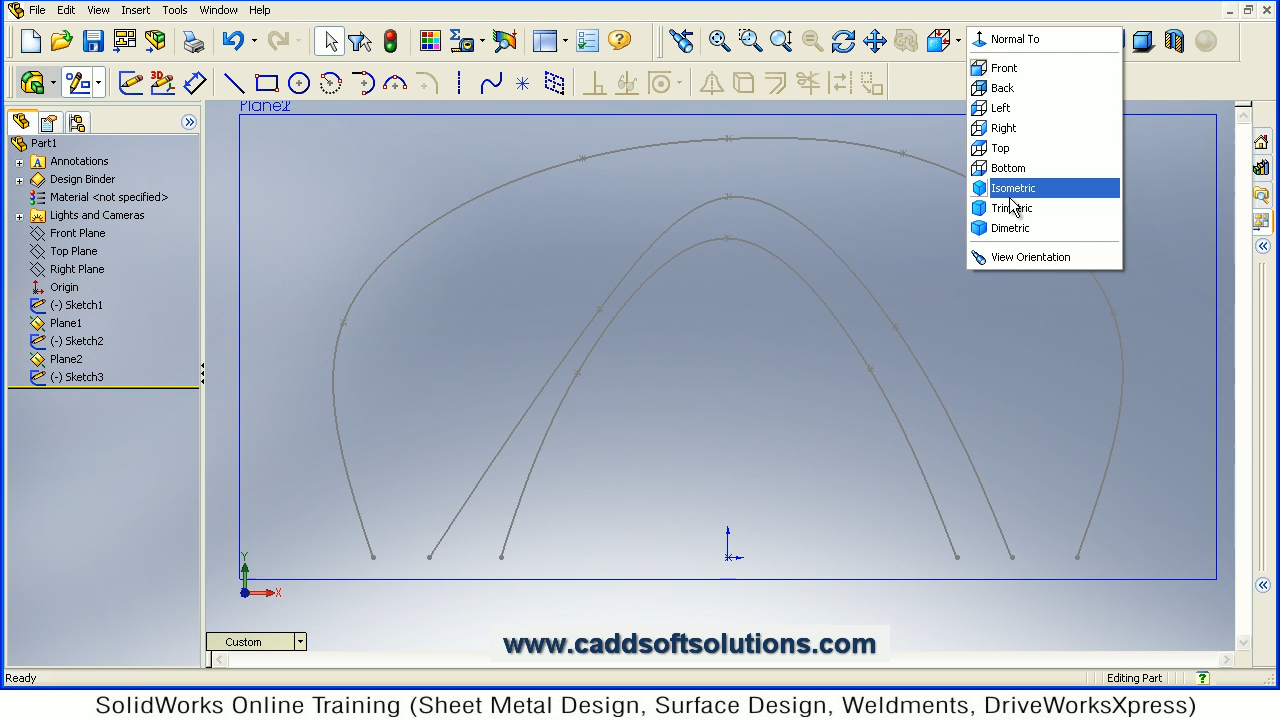 File Edit View Insert Tools Window Help
3D
Part1
Annotations
Design Binder
Material <not specified>
Lights and Cameras
Front Plane
Top Plane
Right Plane
Origin
(-) Sketch1
Plane1
(-) Sketch2
Plane2
(-) Sketch3
Normal To
Front
Back
Left
Right
Top
Bottom
Isometric
Trimetric
Dimetric
View Orientation
Y
X
Custom
www.caddsoftsolutions.com
Ready
Editing Part
SolidWorks Online Training (Sheet Metal Design, Surface Design, Weldments, DriveWorksXpress)